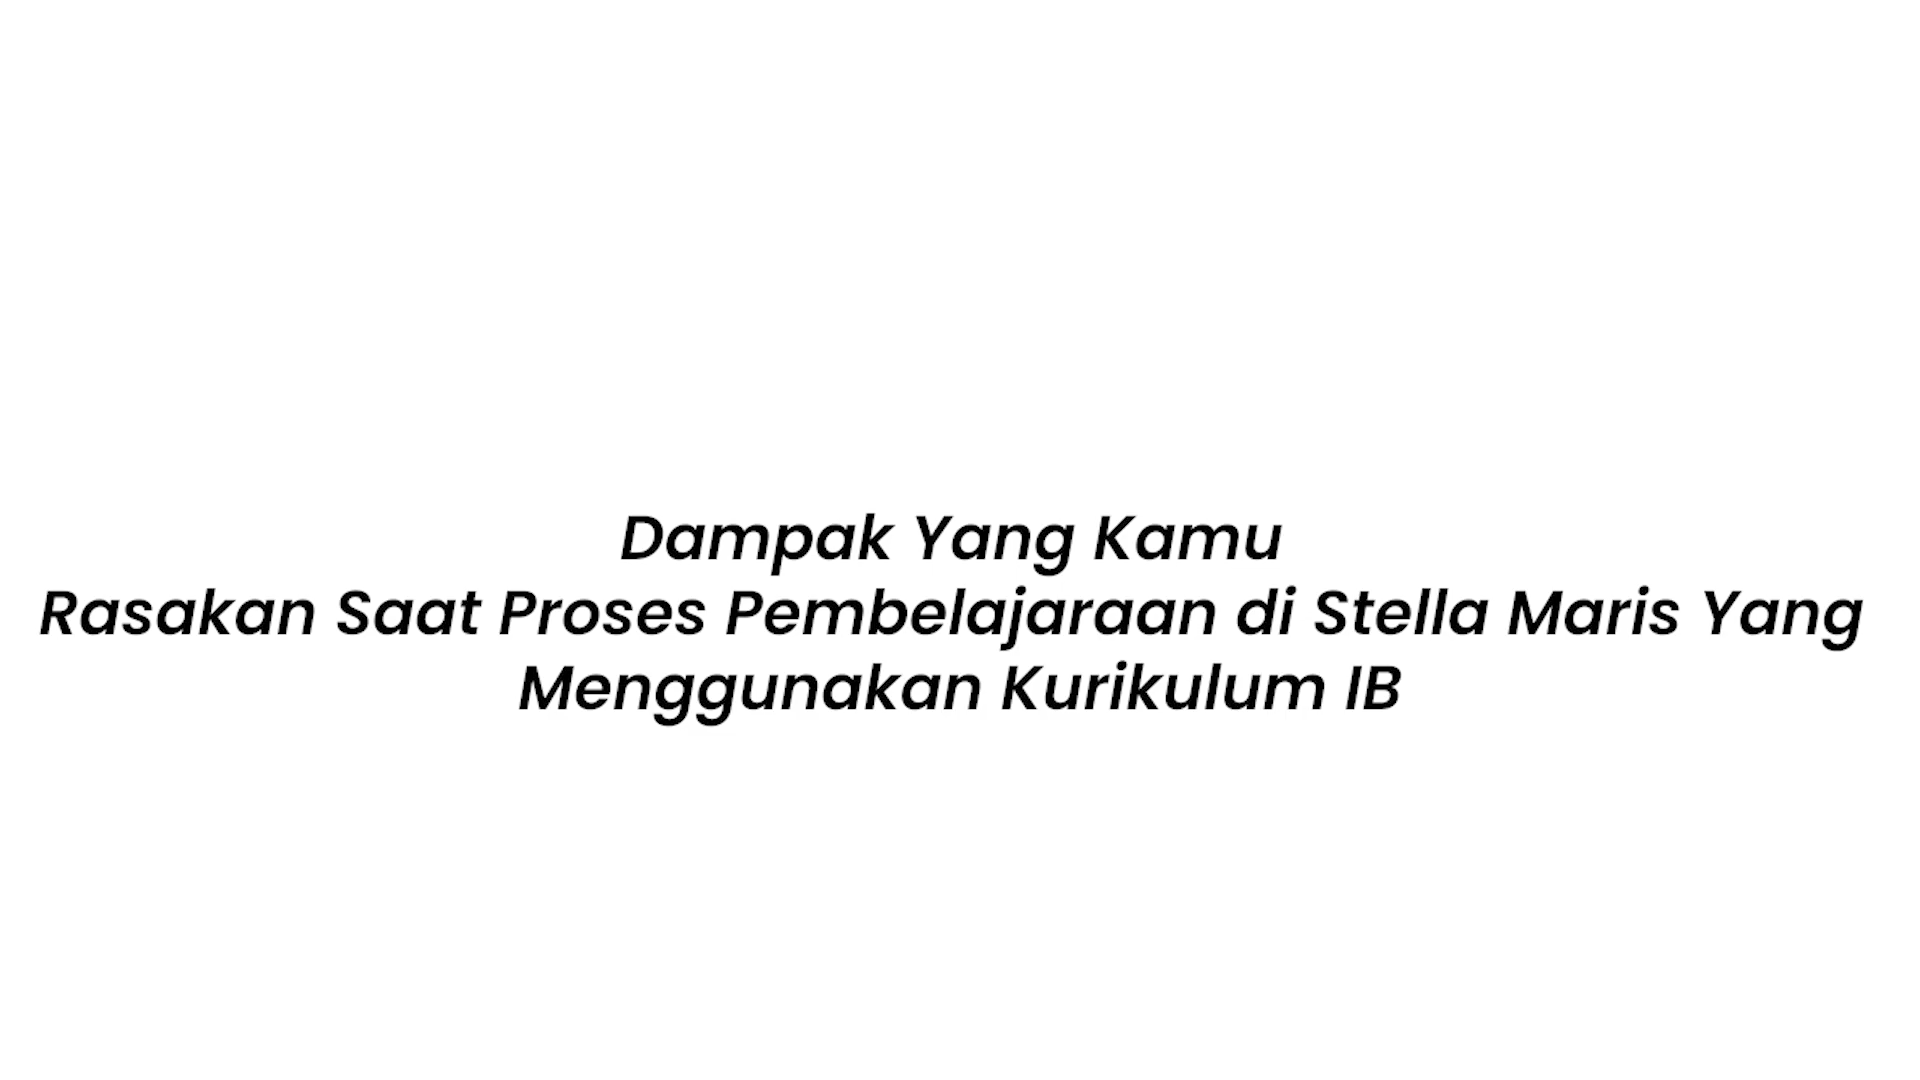 Dampak Yang Kamu
Rasakan Saat Proses Pembelajaraan di Stella Maris Yang
Menggunakan Kurikulum IB